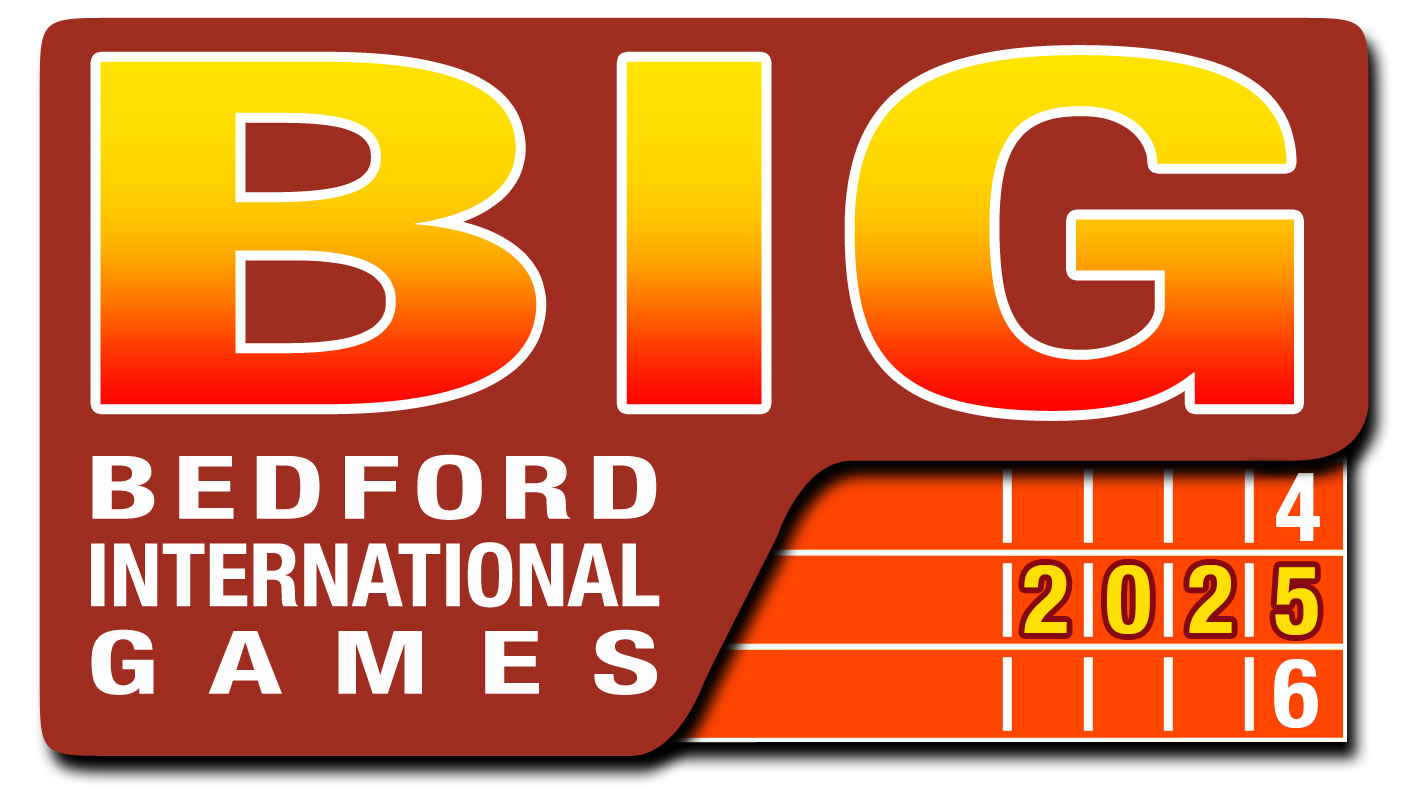 BIG
BEDFORD
INTERNATIONAL
GAMES
4
2025
6